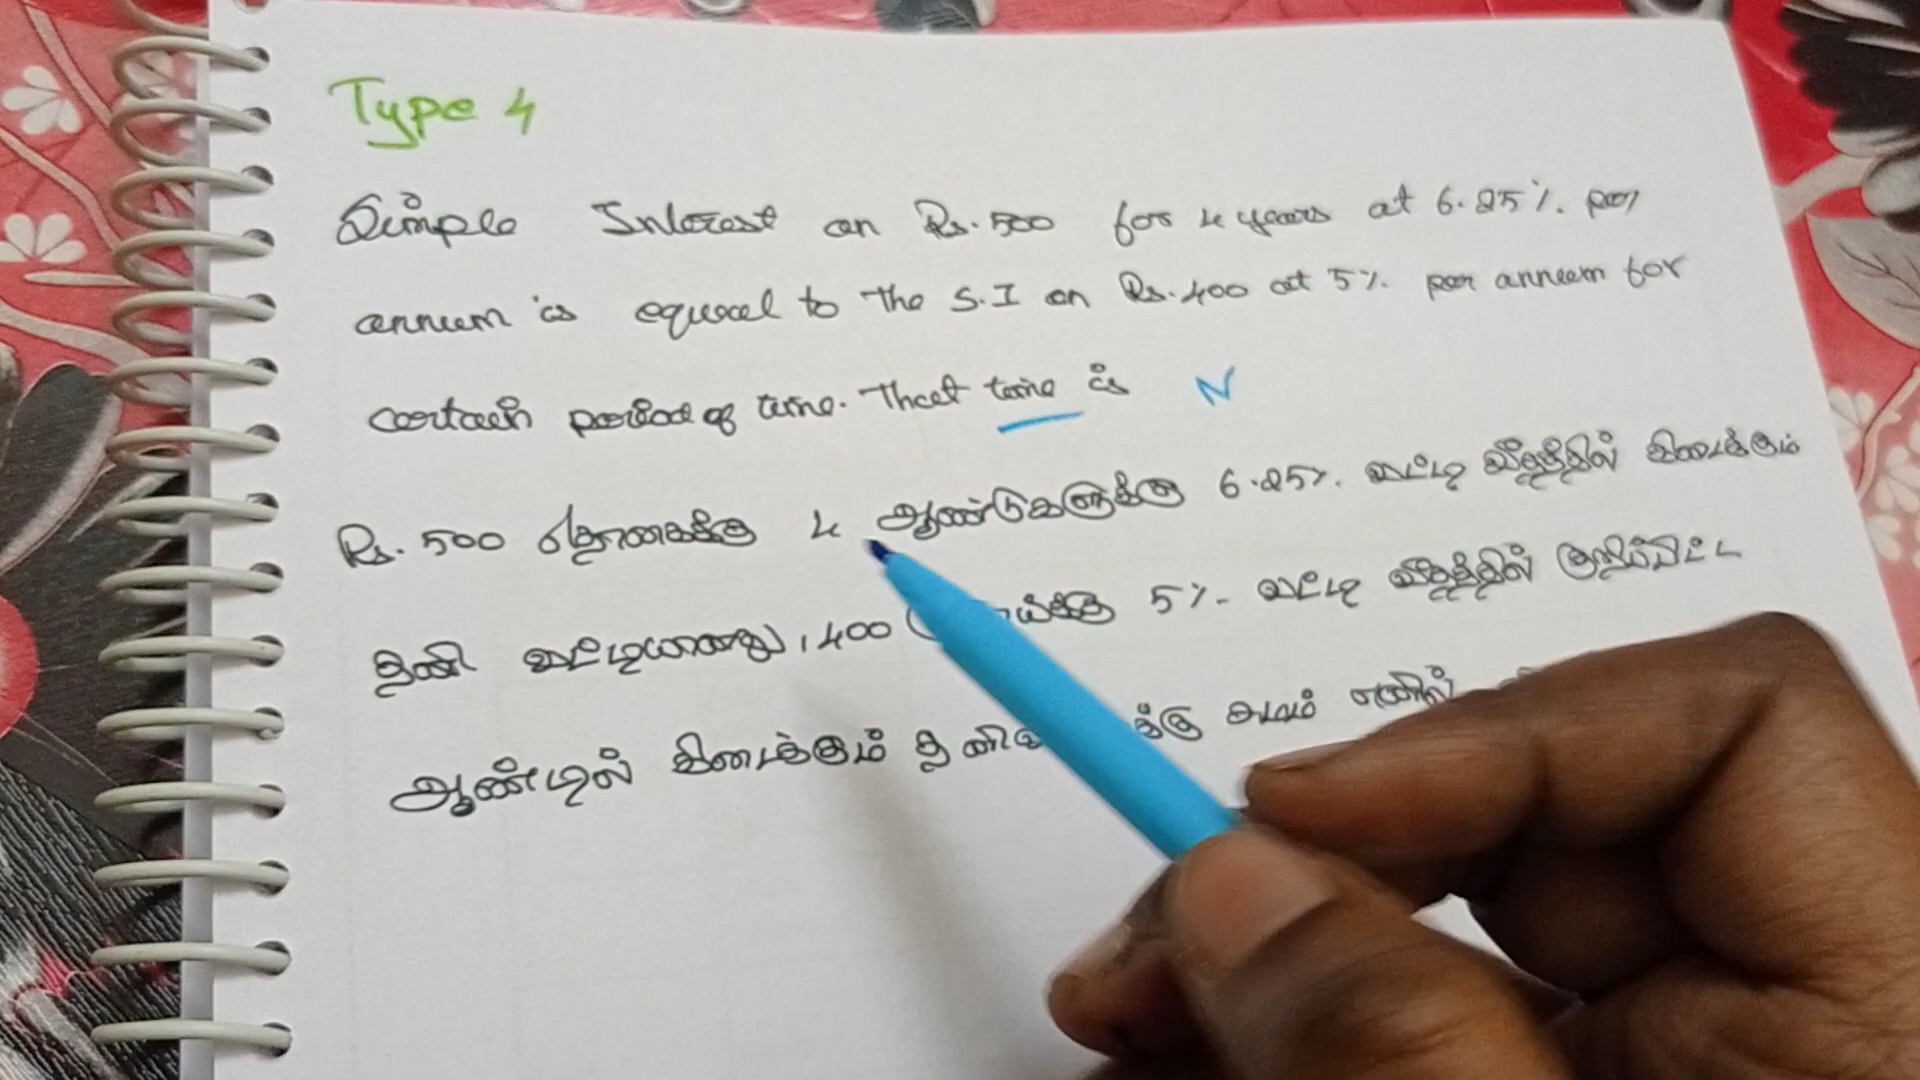 Type 4
Simple Interest on Rs. 500 for 4 years at 6.25%. per
annum is equal to the S.I on Rs. 400 at 5%. per annum for
certain period of time. That time is N
Rs. 500 தொகைக்கு 4 ஆண்டுகளுக்கு 6.25%. வட்டி வீதத்தில் கிடைக்கும்
தனி வட்டியானது, 400 5%. வட்டி வீதத்தில் குறிப்பிட்ட
ஆண்டில் கிடைக்கும் சமம் எனில்